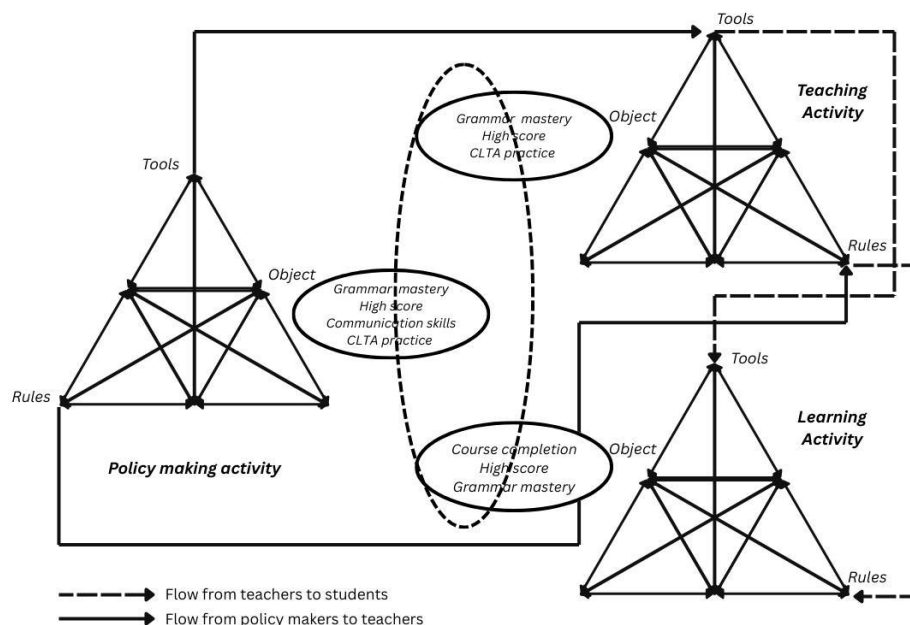 Tools
Teaching
Activity
Grammar mastery
High score
CLTA practice
Object
Tools
Rules
Object
Grammar mastery
High score
Communication skills
CLTA practice
Tools
Rules
Learning
Activity
Course completion
High score
Grammar mastery
Object
Policy making activity
Rules
Flow from teachers to students
Flow from policy makers to teachers